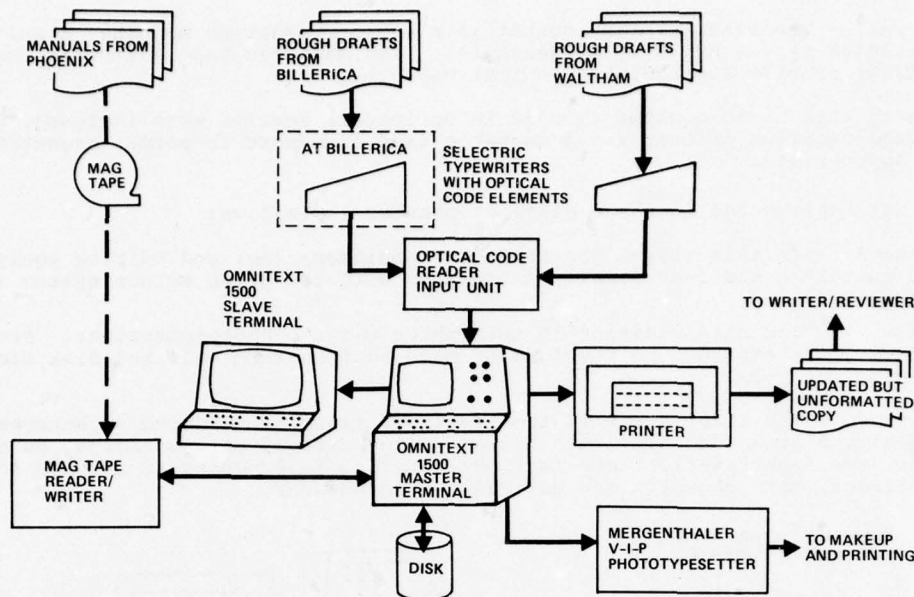 MANUALS FROM
PHOENIX
ROUGH DRAFTS
FROM
BILLERICA
ROUGH DRAFTS
FROM
WALTHAM
MAG
TAPE
AT BILLERICA
SELECTRIC
TYPEWRITERS
WITH OPTICAL
CODE ELEMENTS
OPTICAL CODE
READER
INPUT UNIT
OMNITEXT
1500
SLAVE
TERMINAL
TO WRITER/REVIEWER
UPDATED BUT
UNFORMATTED
COPY
PRINTER
MAG TAPE
READER/
WRITER
OMNITEXT
1500
MASTER
TERMINAL
DISK
MERGENTHALER
V-I-P
PHOTOTYPESETTER
TO MAKEUP
AND PRINTING